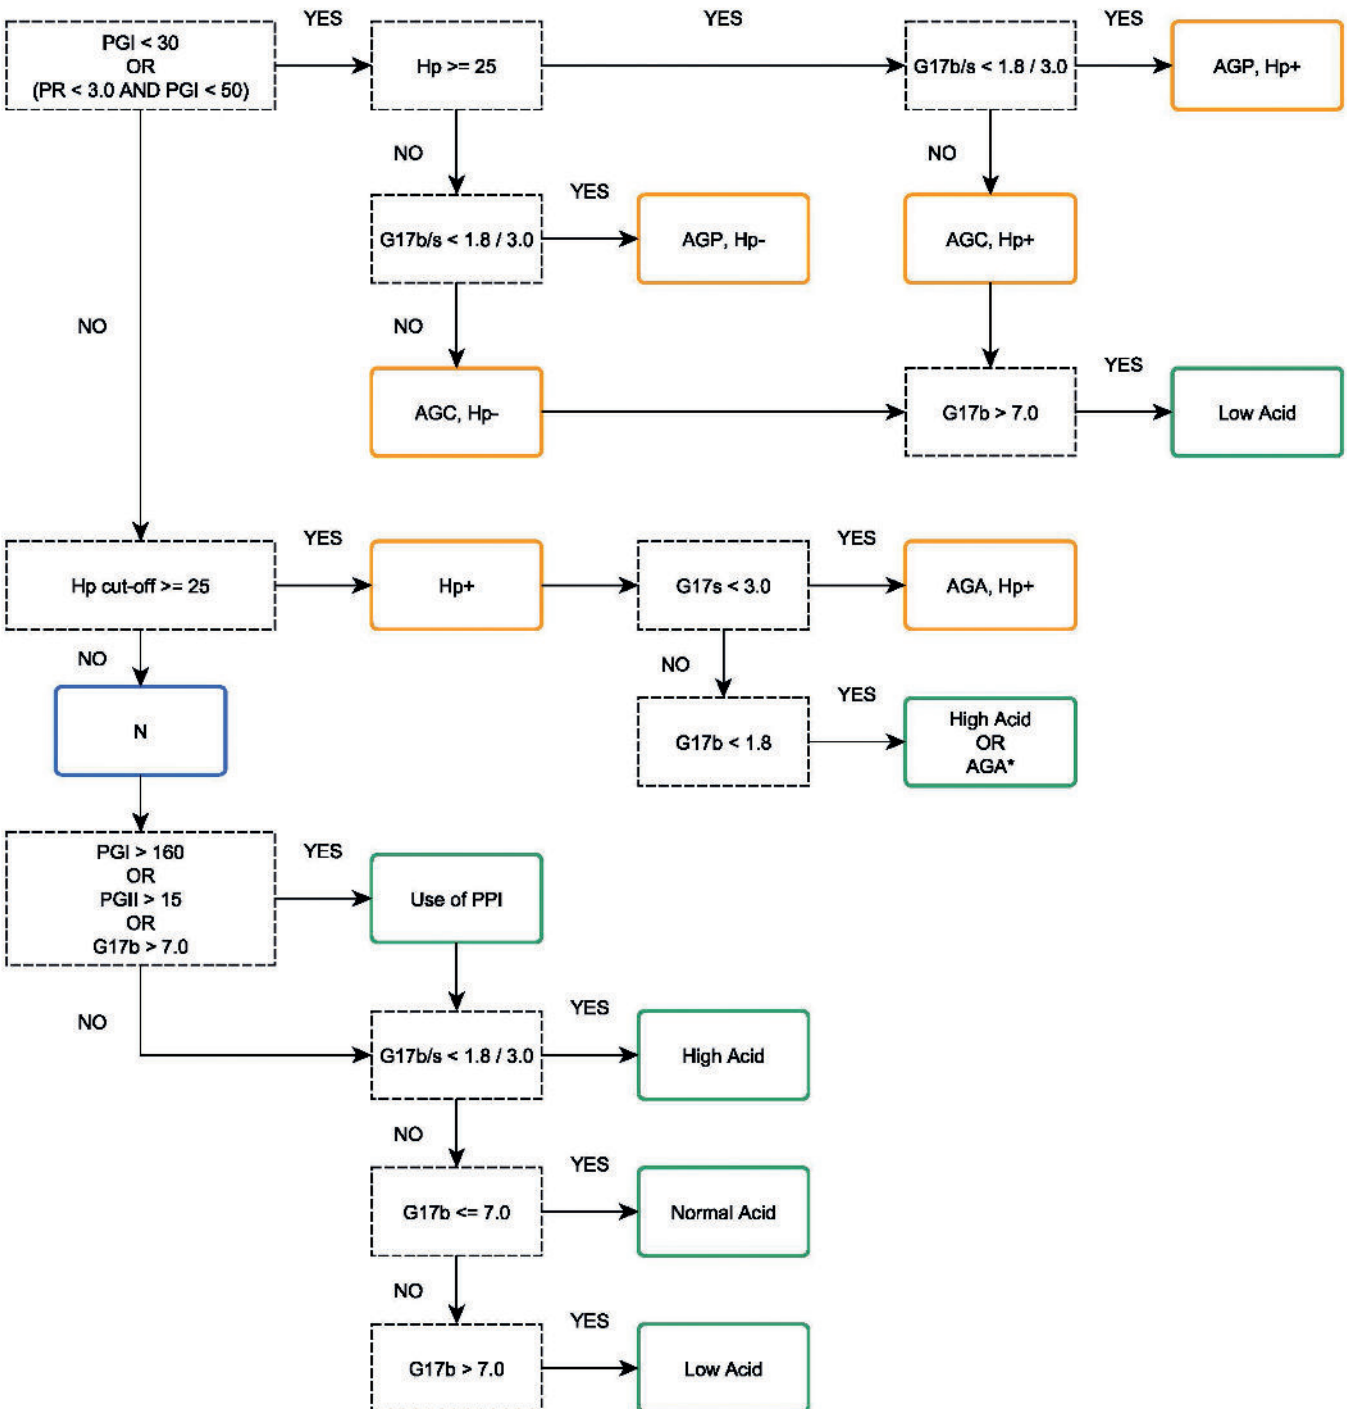 YES
YES
YES
PGI < 30
OR
(PR < 3.0 AND PGI < 50)
Hp >= 25
G17b/s < 1.8 / 3.0
AGP, Hp+
NO
NO
YES
G17b/s < 1.8 / 3.0
AGP, Hp-
AGC, Hp+
NO
NO
YES
AGC, Hp-
G17b > 7.0
Low Acid
YES
YES
Hp cut-off >= 25
Hp+
G17s < 3.0
AGA, Hp+
NO
NO
YES
N
G17b < 1.8
High Acid
OR
AGA*
PGI > 160
OR
PGII > 15
OR
G17b > 7.0
YES
Use of PPI
NO
YES
G17b/s < 1.8 / 3.0
High Acid
NO
YES
G17b <= 7.0
Normal Acid
NO
YES
G17b > 7.0
Low Acid